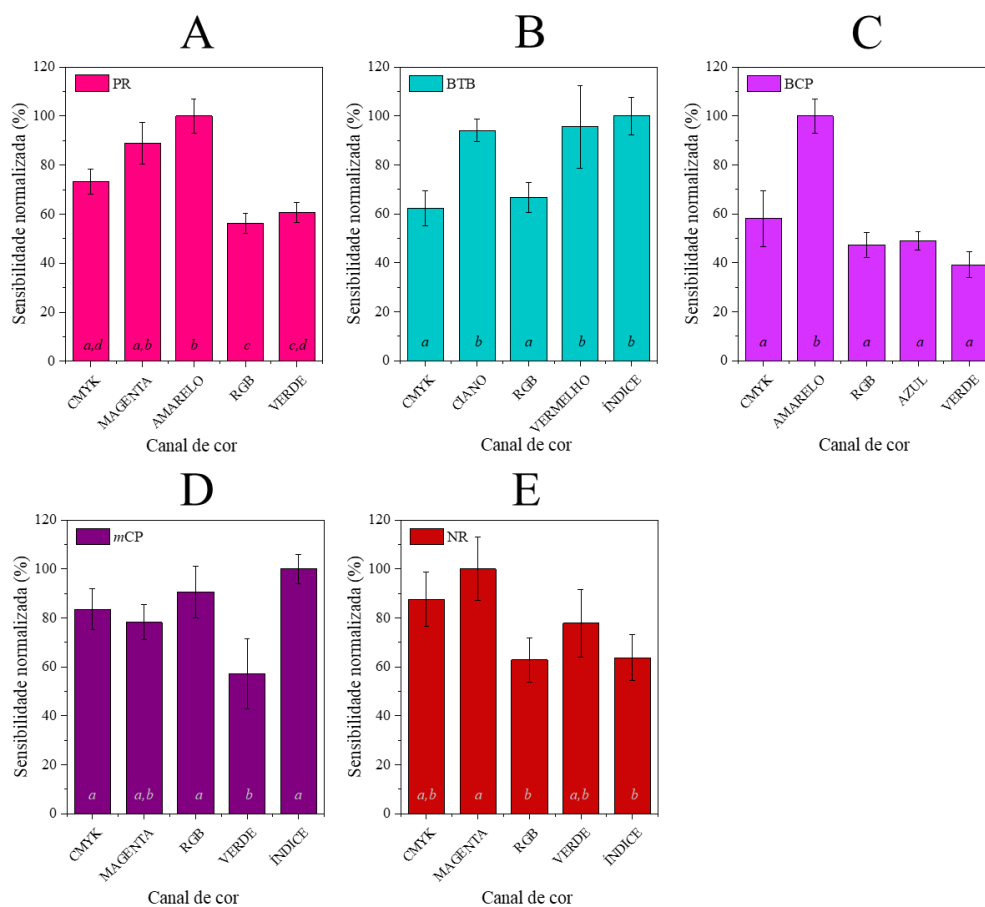 A
B
C
Sensibilidade normalizada (%)
120
100
80
60
40
20
0
PR
a,d
a,b
b
c
c,d
CMYK
MAGENTA
AMARELO
RGB
VERDE
Canal de cor
Sensibilidade normalizada (%)
120
100
80
60
40
20
0
BTB
a
b
a
b
b
CMYK
CIANO
RGB
VERMELHO
ÍNDICE
Canal de cor
Sensibilidade normalizada (%)
120
100
80
60
40
20
0
BCP
a
b
a
a
a
CMYK
AMARELO
RGB
AZUL
VERDE
Canal de cor
D
E
Sensibilidade normalizada (%)
120
100
80
60
40
20
0
mCP
a
a,b
a
b
a
CMYK
MAGENTA
RGB
VERDE
ÍNDICE
Canal de cor
Sensibilidade normalizada (%)
120
100
80
60
40
20
0
NR
a,b
a
b
a,b
b
CMYK
MAGENTA
RGB
VERDE
ÍNDICE
Canal de cor